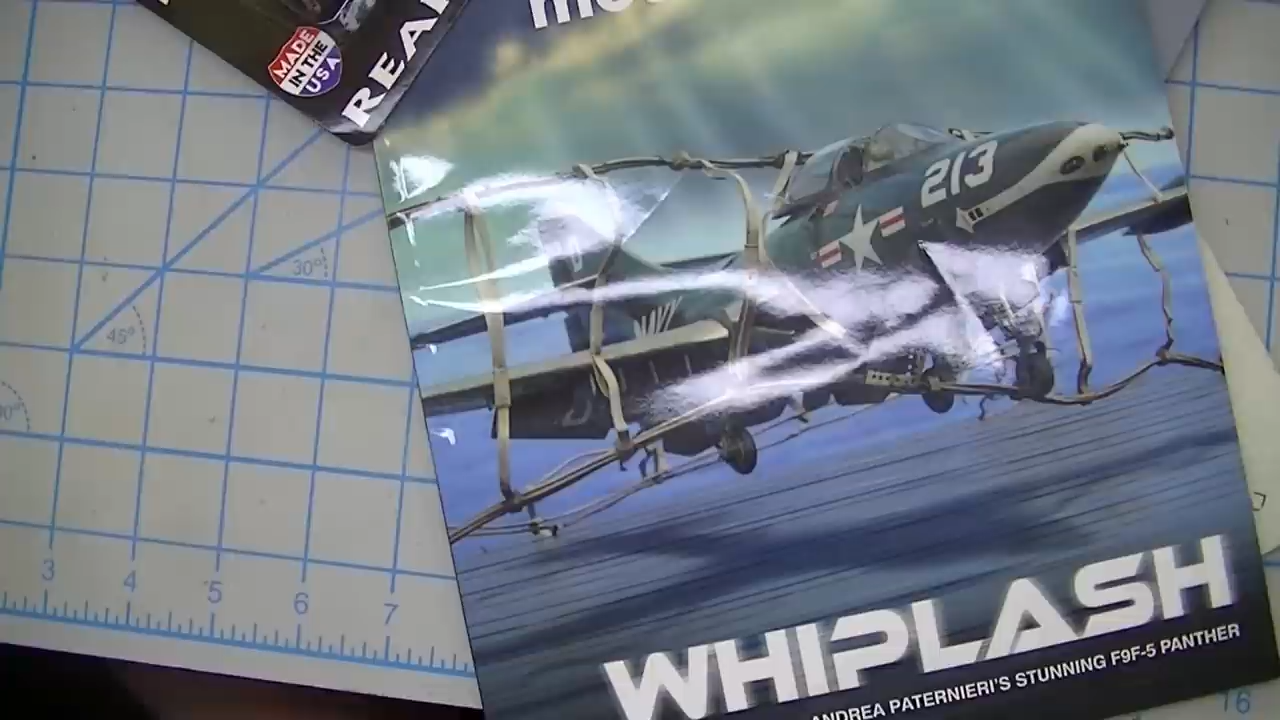 MADE
IN THE
USA
213
30°
45°
3 4 5 6 7
WHIPLASH
ANDREA PATERNIERI'S STUNNING F9F-5 PANTHER
16